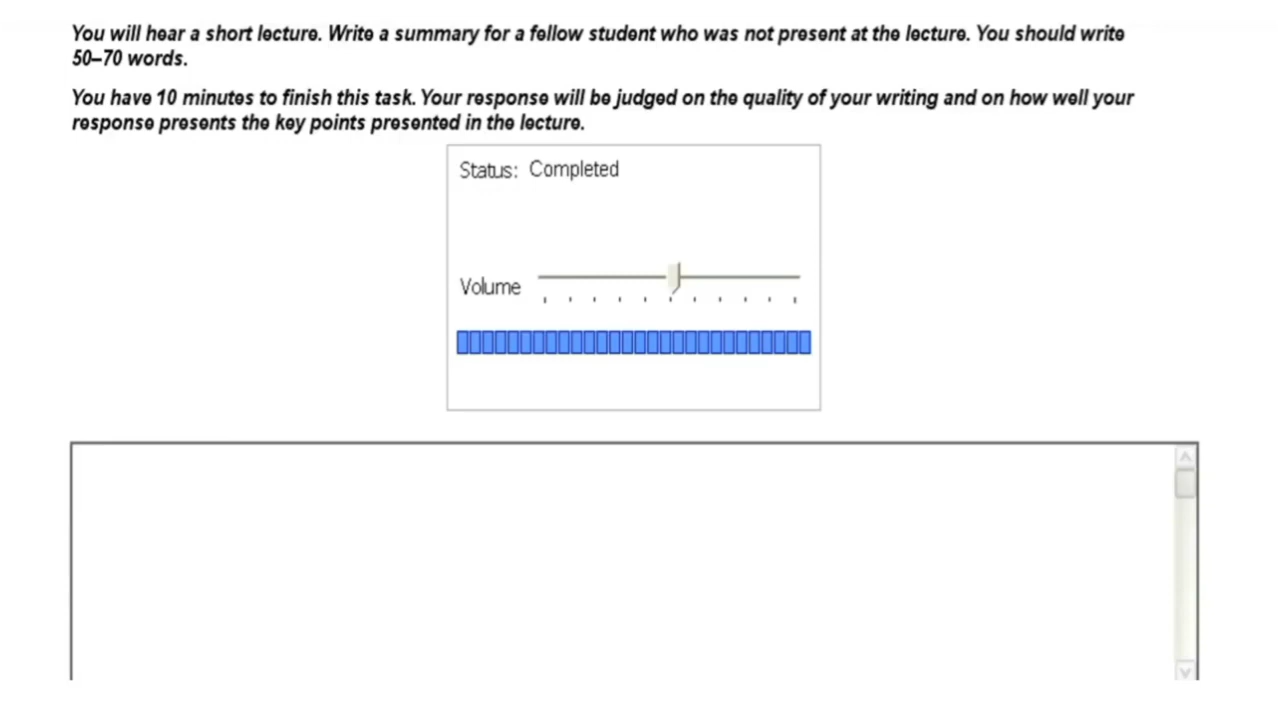 You will hear a short lecture. Write a summary for a fellow student who was not present at the lecture. You should write
50–70 words.
You have 10 minutes to finish this task. Your response will be judged on the quality of your writing and on how well your
response presents the key points presented in the lecture.
Status: Completed
Volume